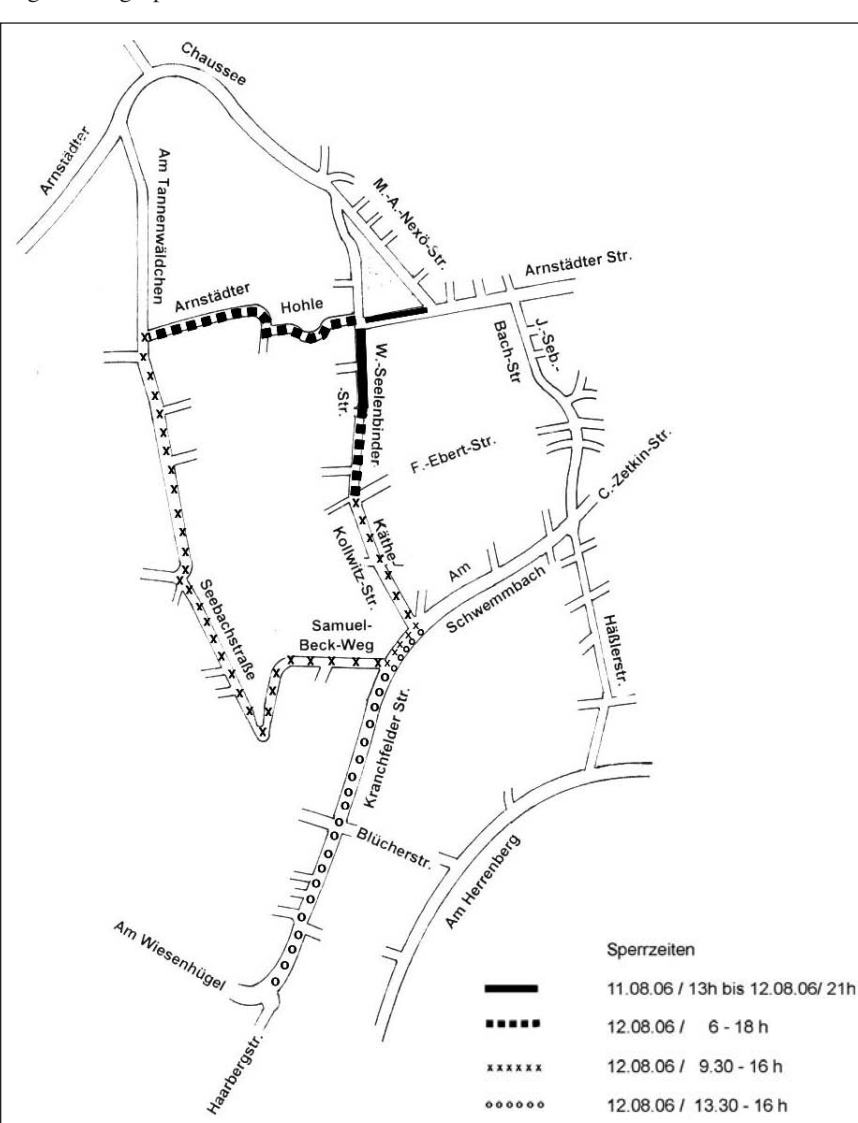 Chaussee
Arnstädter
Am Tannenwäldchen
M.-A.-Nexö-Str.
Arnstädter Str.
Arnstädter
Hohle
J.-Seb.-
Bach-Str
W.-Seelenbinder
-Str.
F.-Ebert-Str.
C.-Zetkin-Str.
Käthe-
Kollwitz-Str.
Am
Schwemmbach
Seebachstraße
Samuel-
Beck-Weg
Häßlerstr.
Kranchfelder Str.
Blücherstr.
Am Herrenberg
Am Wiesenhügel
Haarbergstr.
Sperrzeiten
11.08.06 / 13h bis 12.08.06/ 21h
12.08.06 / 6 - 18 h
12.08.06 / 9.30 - 16 h
12.08.06 / 13.30 - 16 h